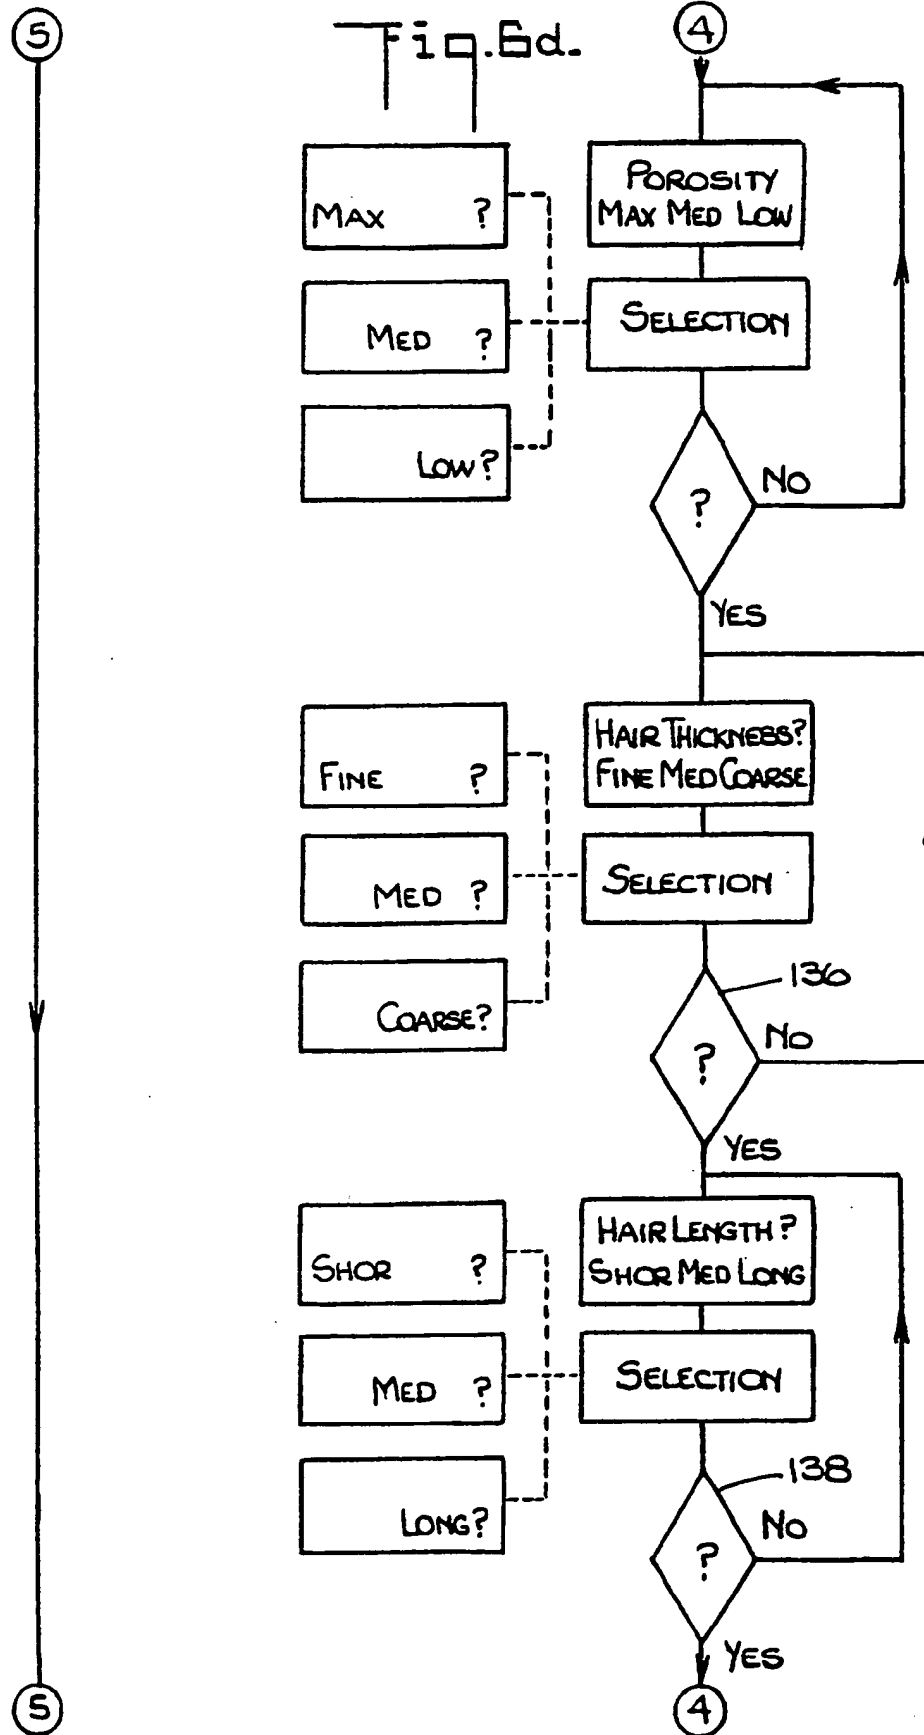 5
Fig.6d.
4
POROSITY
MAX MED LOW
MAX ?
SELECTION
MED ?
LOW?
?
NO
YES
HAIR THICKNESS?
FINE MED COARSE
FINE ?
SELECTION
MED ?
COARSE?
136
?
NO
YES
HAIR LENGTH?
SHOR MED LONG
SHOR ?
SELECTION
MED ?
LONG?
138
?
NO
YES
5
4